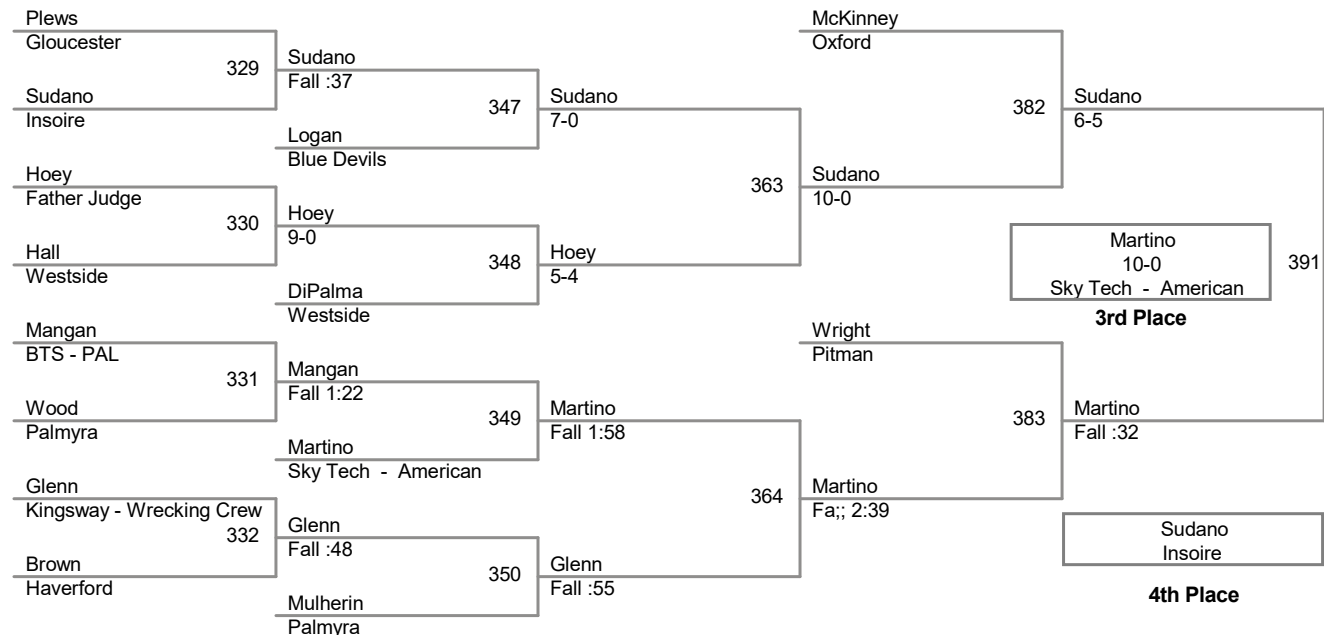 Plews
Gloucester
329
Sudano
Insoire
Hoey
Father Judge
330
Hall
Westside
Mangan
BTS - PAL
331
Wood
Palmyra
Glenn
Kingsway - Wrecking Crew
332
Brown
Haverford
Sudano
Fall :37
347
Logan
Blue Devils
Hoey
9-0
348
DiPalma
Westside
Mangan
Fall 1:22
349
Martino
Sky Tech - American
Glenn
Fall :48
350
Mulherin
Palmyra
Sudano
7-0
363
Hoey
5-4
Martino
Fall 1:58
364
Glenn
Fall :55
McKinney
Oxford
382
Sudano
10-0
Wright
Pitman
383
Martino
Fa;; 2:39
Sudano
6-5
391
Martino
Fall :32
Martino
10-0
Sky Tech - American
3rd Place
Sudano
Insoire
4th Place